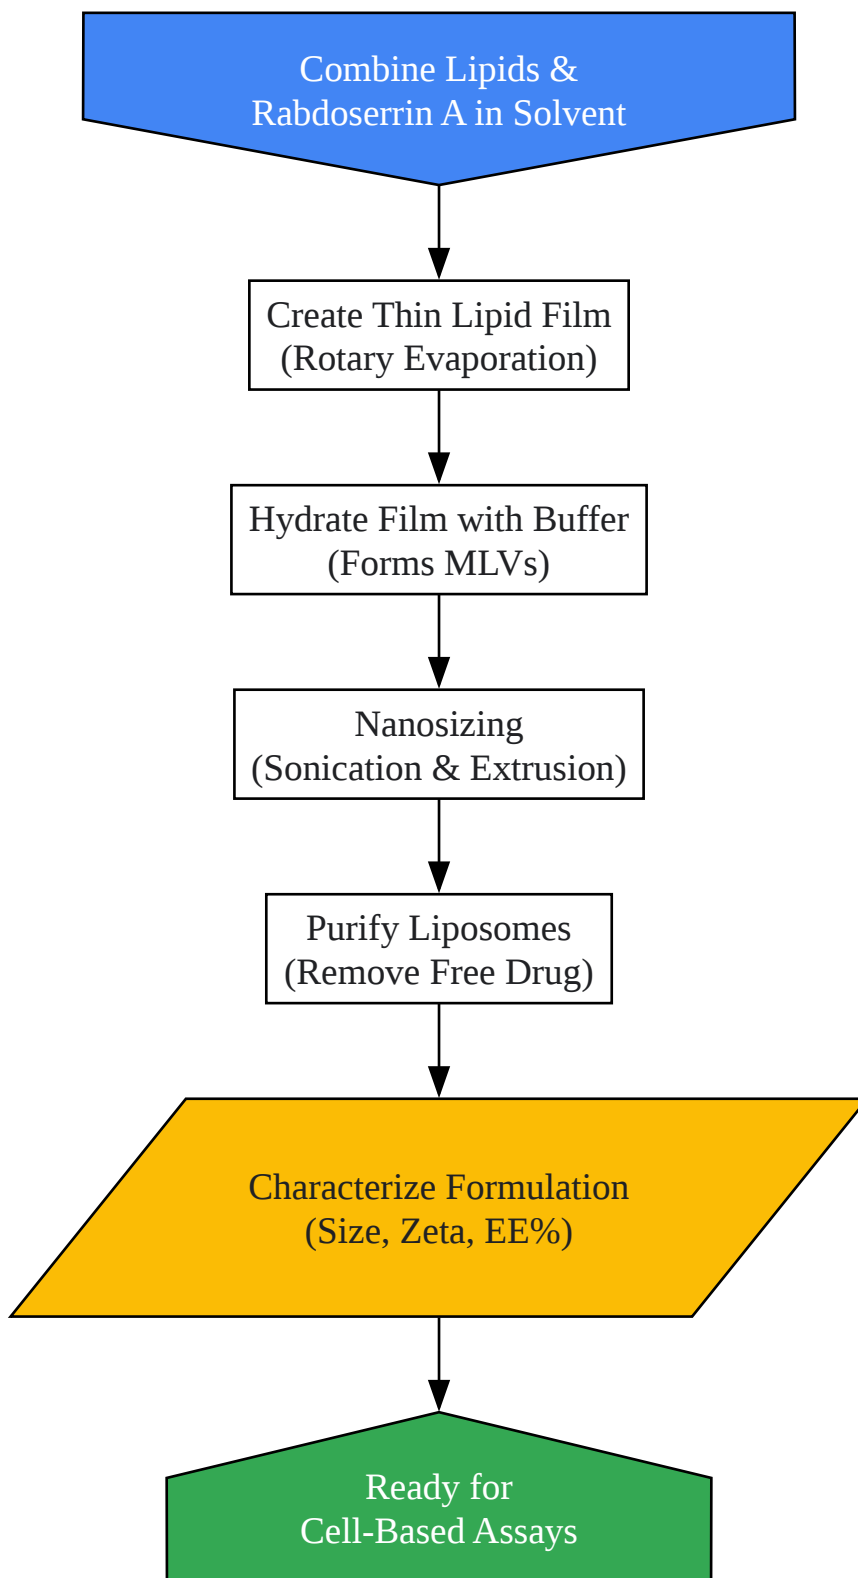 Combine Lipids &
Rabdoserrin A in Solvent
Create Thin Lipid Film
(Rotary Evaporation)
Hydrate Film with Buffer
(Forms MLVs)
Nanosizing
(Sonication & Extrusion)
Purify Liposomes
(Remove Free Drug)
Characterize Formulation
(Size, Zeta, EE%)
Ready for
Cell-Based Assays